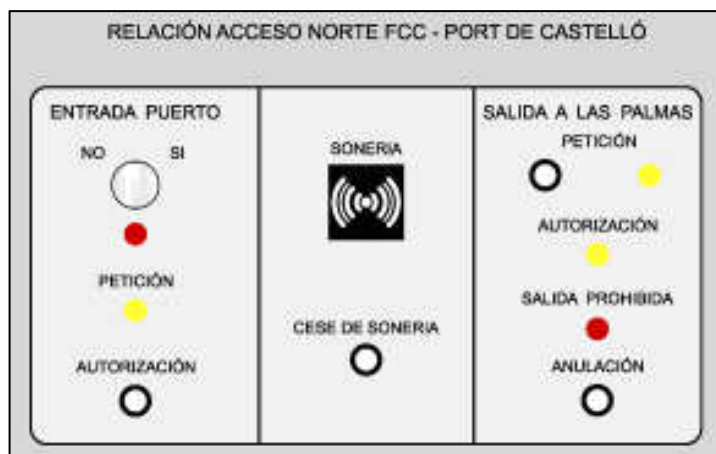 RELACIÓN ACCESO NORTE FCC - PORT DE CASTELLÓ
ENTRADA PUERTO
NO SI
PETICIÓN
AUTORIZACIÓN
SONERIA
CESE DE SONERIA
SALIDA A LAS PALMAS
PETICIÓN
AUTORIZACIÓN
SALIDA PROHIBIDA
ANULACIÓN